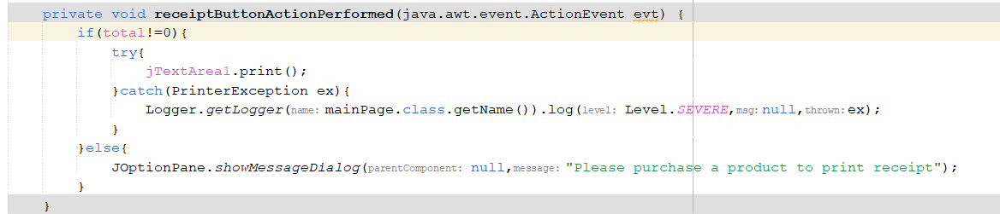 private void receiptButtonActionPerformed(java.awt.event.ActionEvent evt) {
if(total!=0){
try{
jTextArea1.print();
}catch(PrinterException ex){
Logger.getLogger(name: mainPage.class.getName()).log(level: Level.SEVERE,msg: null,thrown: ex);
}
}else{
JOptionPane.showMessageDialog(parentComponent: null,message: "Please purchase a product to print receipt");
}
}